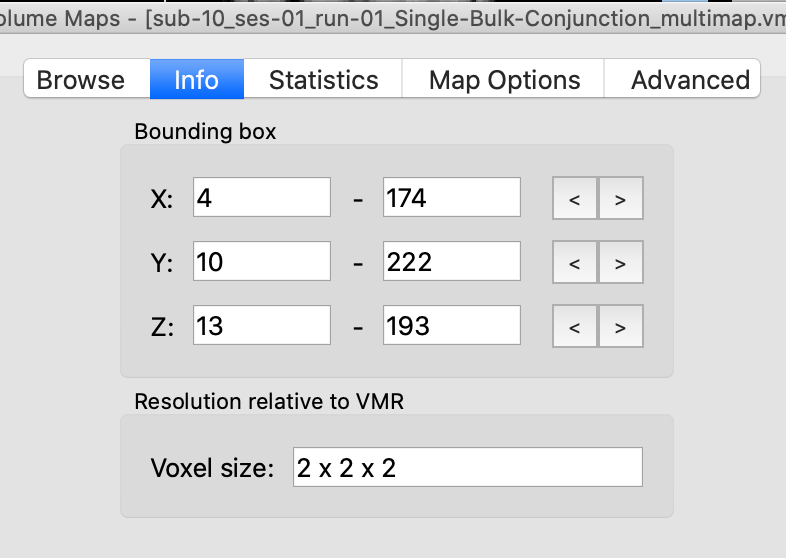 olume Maps - [sub-10_ses-01_run-01_Single-Bulk-Conjunction_multimap.vm
Browse Info Statistics Map Options Advanced
Bounding box
X: 4 - 174 < >
Y: 10 - 222 < >
Z: 13 - 193 < >
Resolution relative to VMR
Voxel size: 2 x 2 x 2